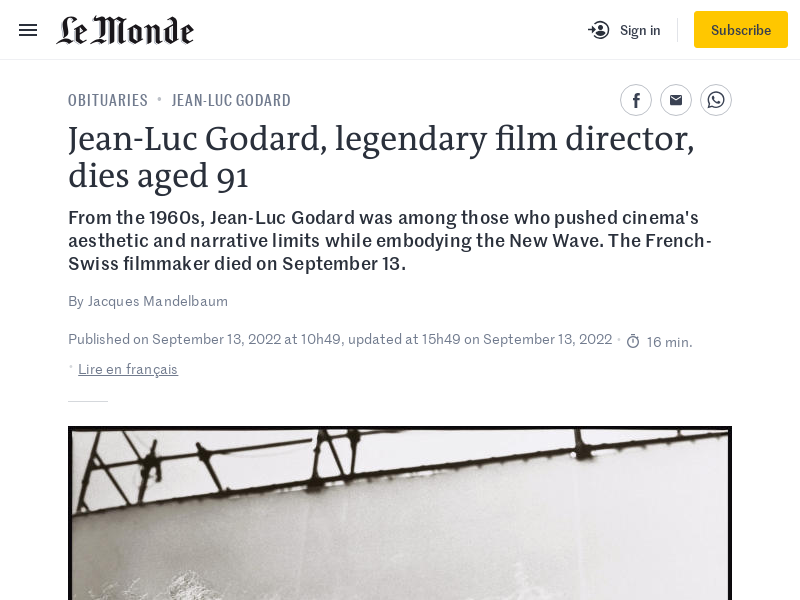 Le Monde
Sign in
Subscribe
OBITUARIES • JEAN-LUC GODARD
Jean-Luc Godard, legendary film director,
dies aged 91
From the 1960s, Jean-Luc Godard was among those who pushed cinema's
aesthetic and narrative limits while embodying the New Wave. The French-
Swiss filmmaker died on September 13.
By Jacques Mandelbaum
Published on September 13, 2022 at 10h49, updated at 15h49 on September 13, 2022 • 16 min.
• Lire en français